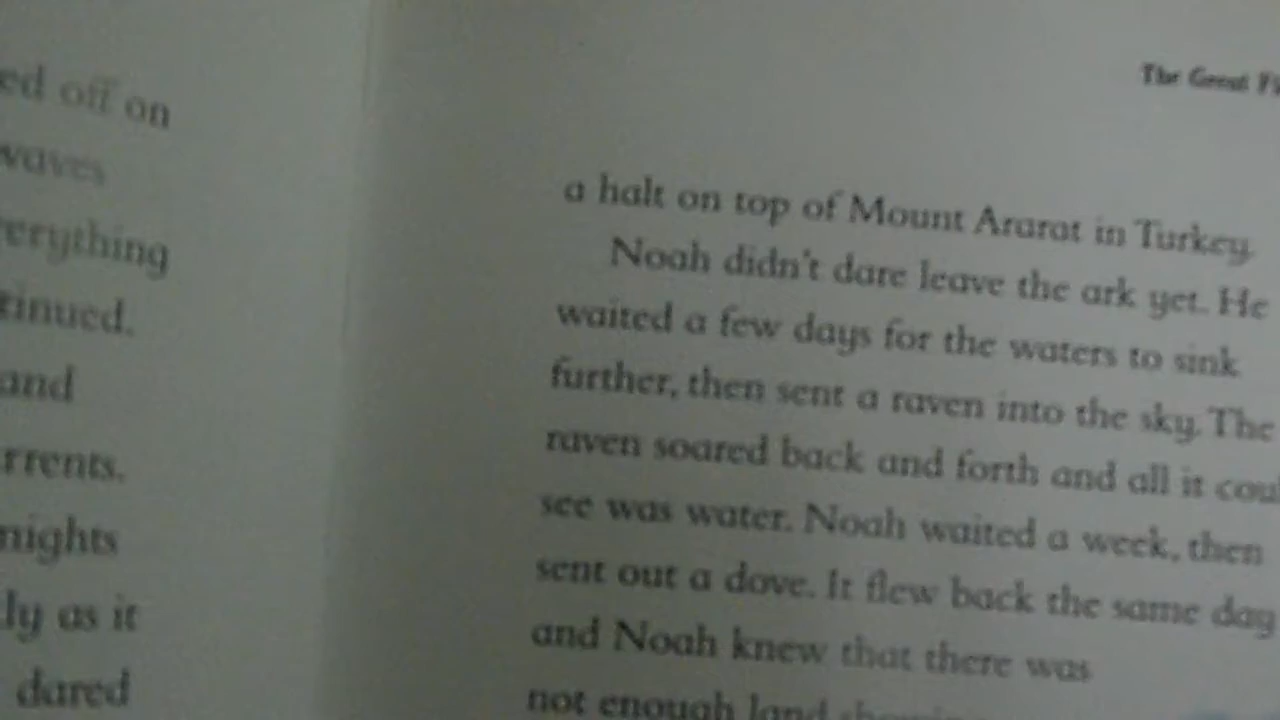 ed off on
waves
erything
tinued.
and
rrents.
nights
ly as it
dared
The Great Fl
a halt on top of Mount Ararat in Turkey.
Noah didn't dare leave the ark yet. He
waited a few days for the waters to sink
further, then sent a raven into the sky. The
raven soared back and forth and all it coul
see was water. Noah waited a week, then
sent out a dove. It flew back the same day
and Noah knew that there was
not enough land